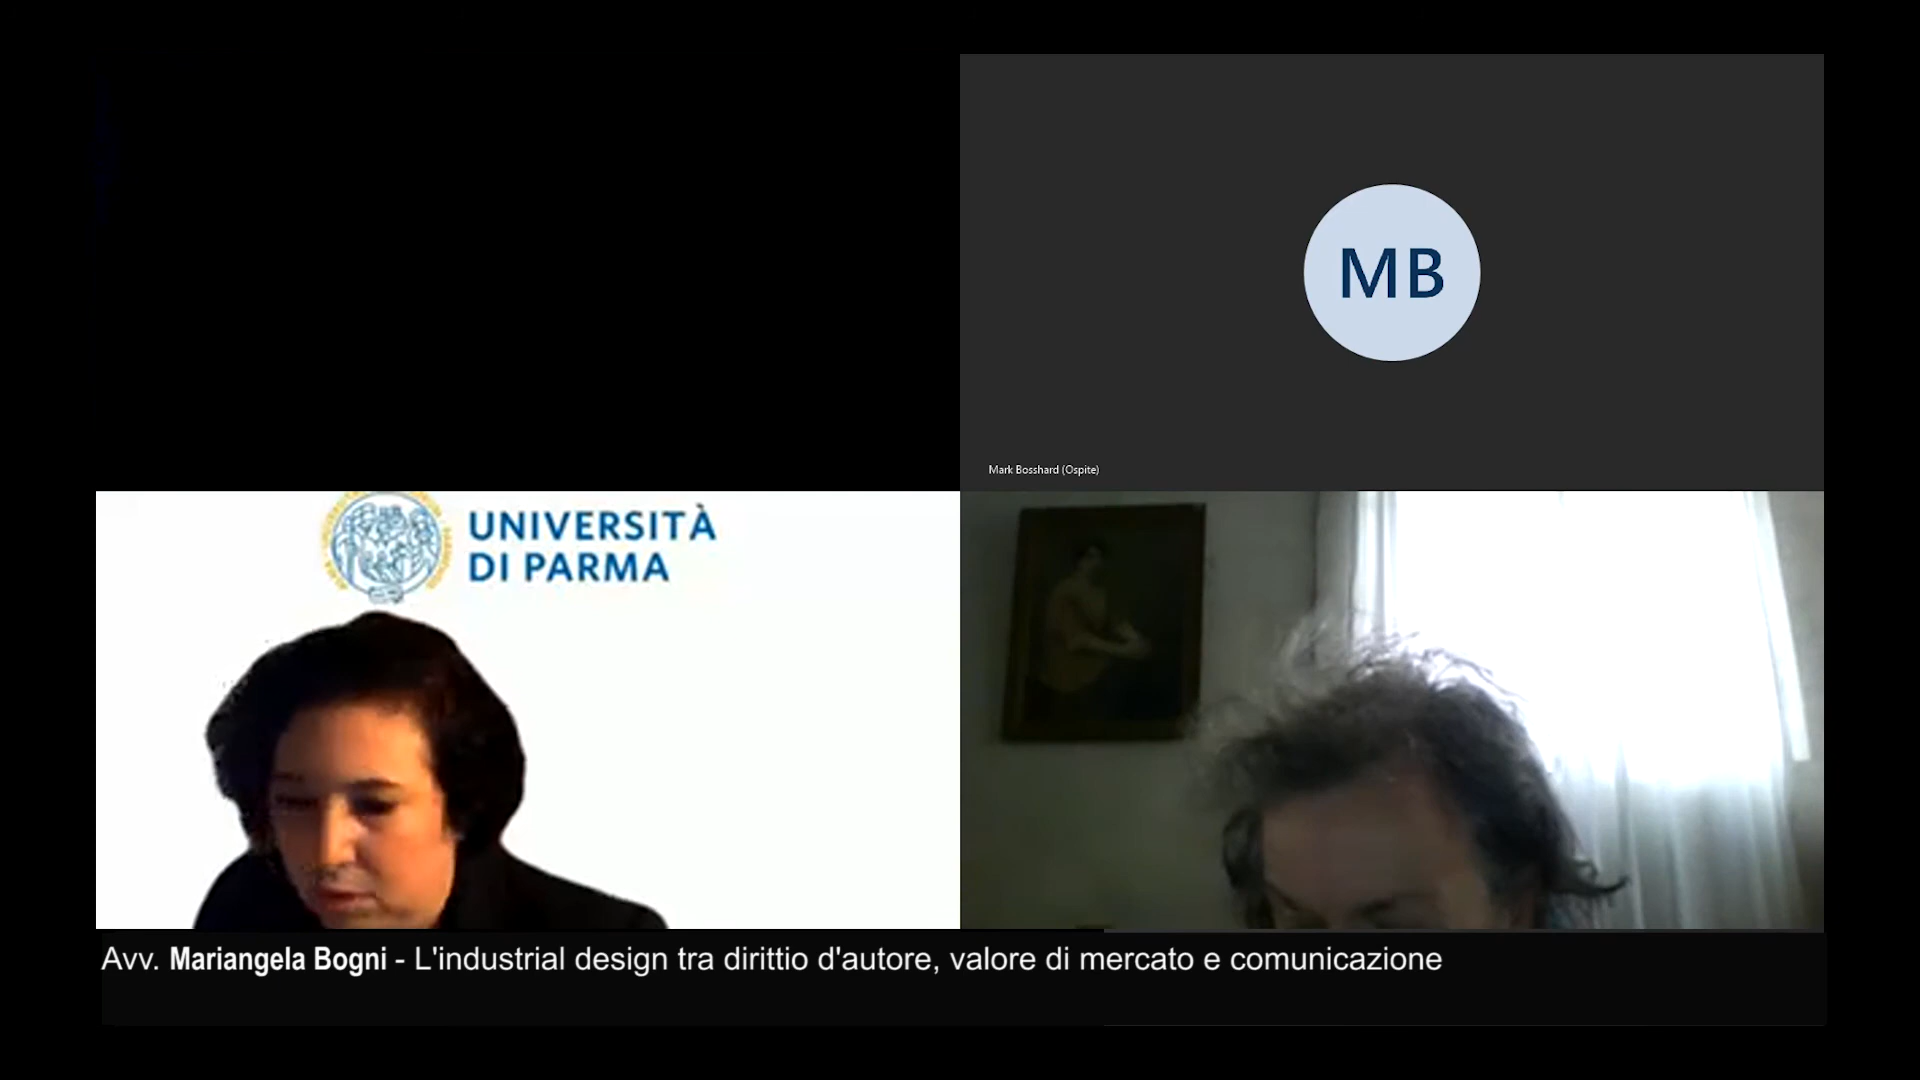 MB
Mark Bosshard (Ospite)
UNIVERSITÀ
DI PARMA
Avv. Mariangela Bogni - L'industrial design tra dirittio d'autore, valore di mercato e comunicazione